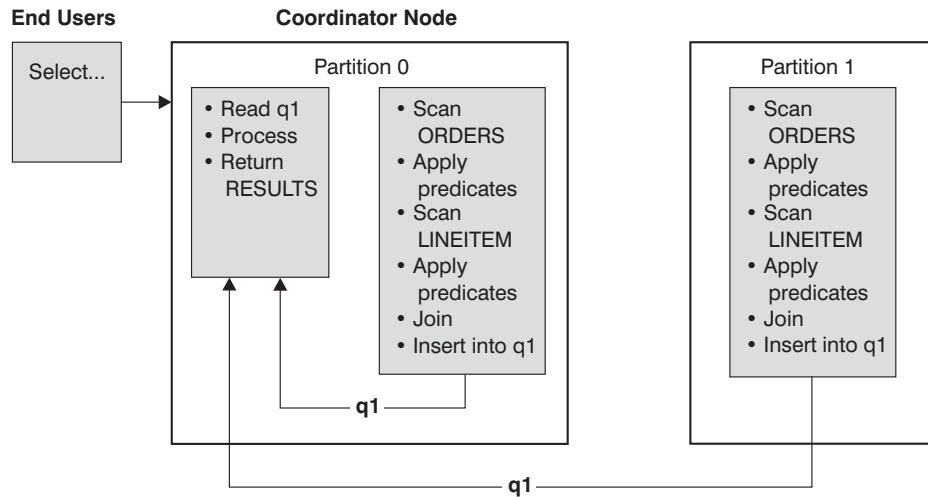 End Users
Coordinator Node
Select...
Partition 0
• Read q1
• Process
• Return
RESULTS
• Scan
ORDERS
• Apply
predicates
• Scan
LINEITEM
• Apply
predicates
• Join
• Insert into q1
q1
Partition 1
• Scan
ORDERS
• Apply
predicates
• Scan
LINEITEM
• Apply
predicates
• Join
• Insert into q1
q1